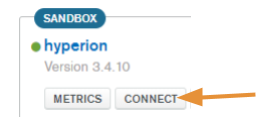 SANDBOX
hyperion
Version 3.4.10
METRICS CONNECT